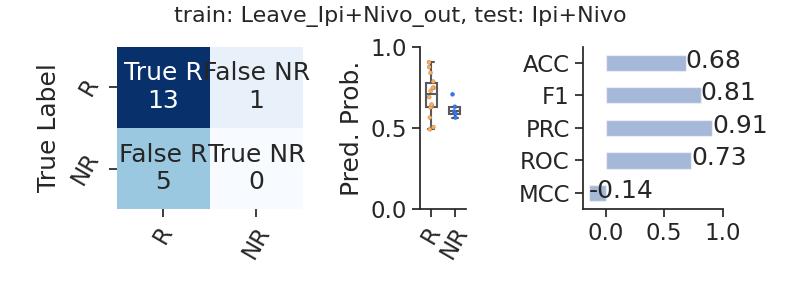 train: Leave_Ipi+Nivo_out, test: Ipi+Nivo
True Label
R
NR
True R
13
False NR
1
False R
5
True NR
0
R
NR
Pred. Prob.
1.0
0.5
0.0
R
NR
ACC
0.68
F1
0.81
PRC
0.91
ROC
0.73
MCC
-0.14
0.0
0.5
1.0